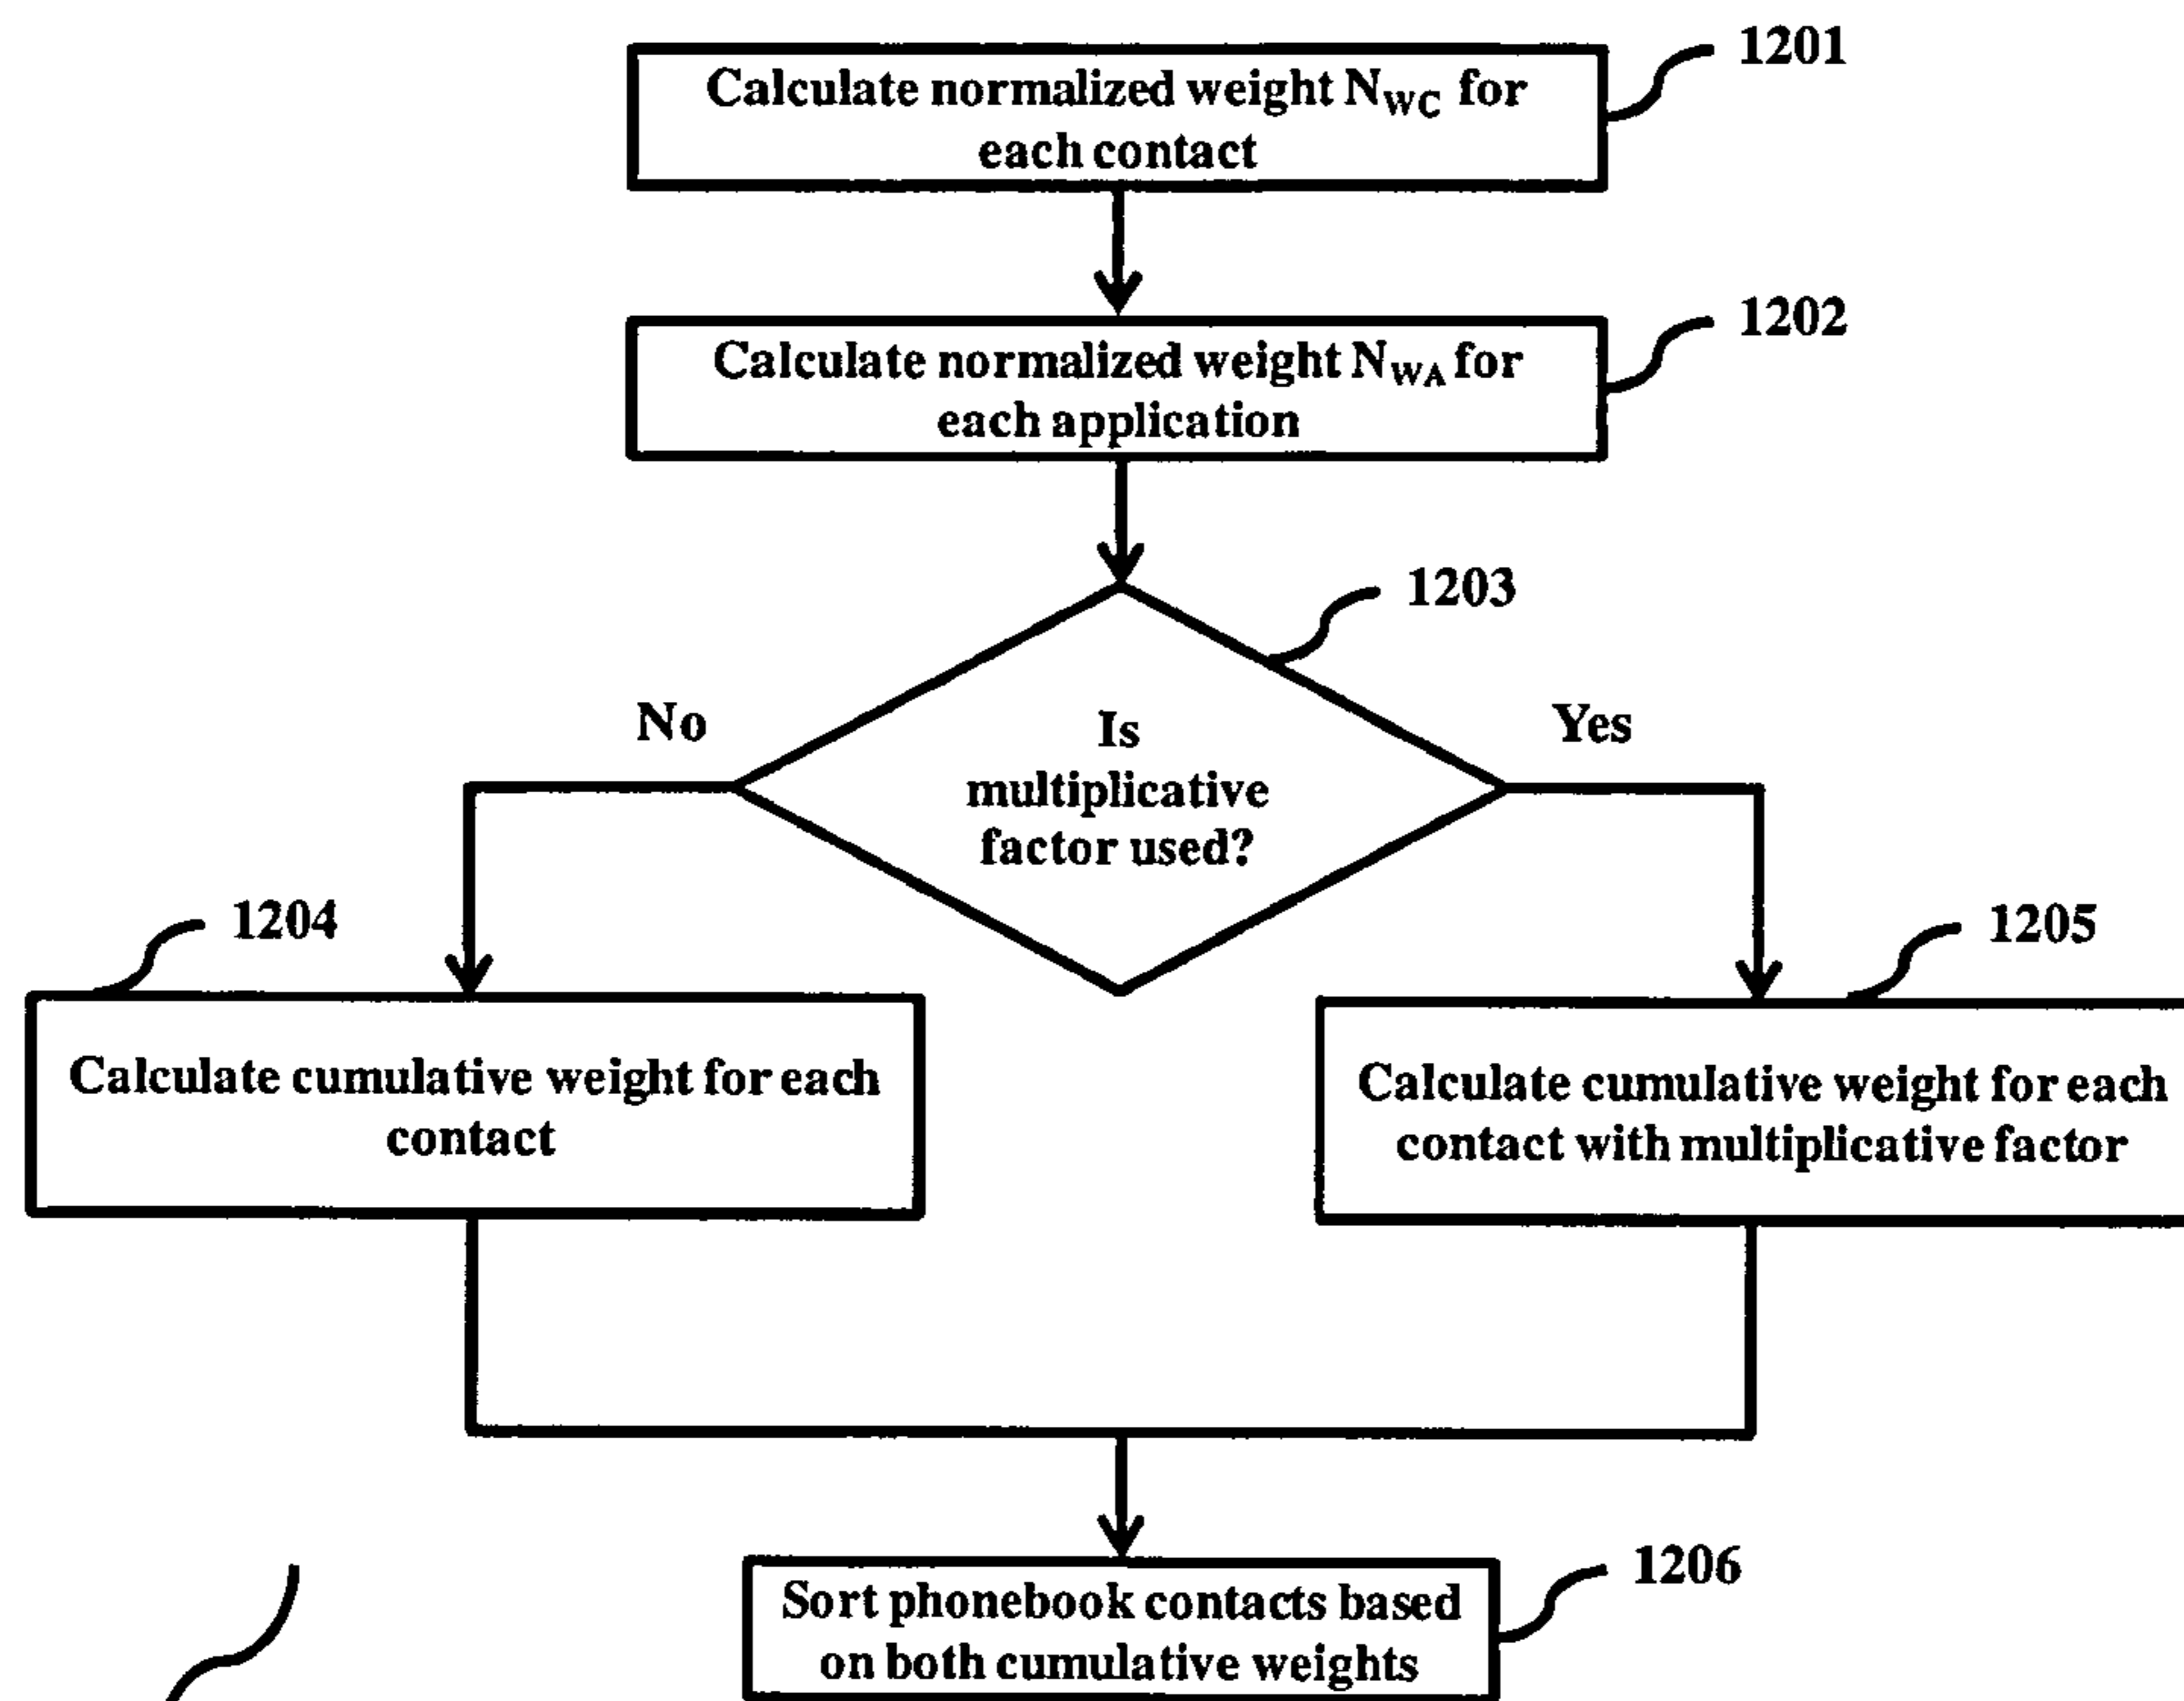 1201
Calculate normalized weight NWC for
each contact
1202
Calculate normalized weight NWA for
each application
1203
No
Yes
Is
multiplicative
factor used?
1204
1205
Calculate cumulative weight for each
contact
Calculate cumulative weight for each
contact with multiplicative factor
1206
Sort phonebook contacts based
on both cumulative weights